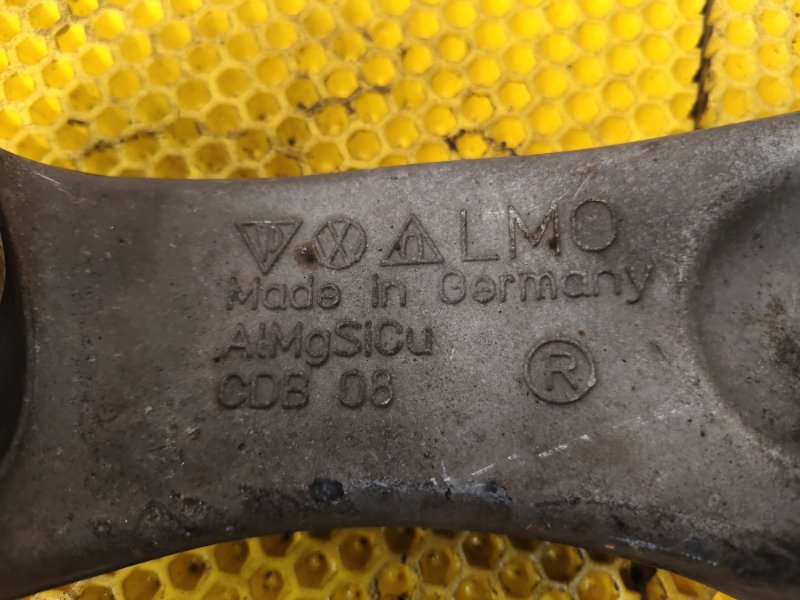 LMO
Made in Germany
AlMgSiCu
CDB 08
®